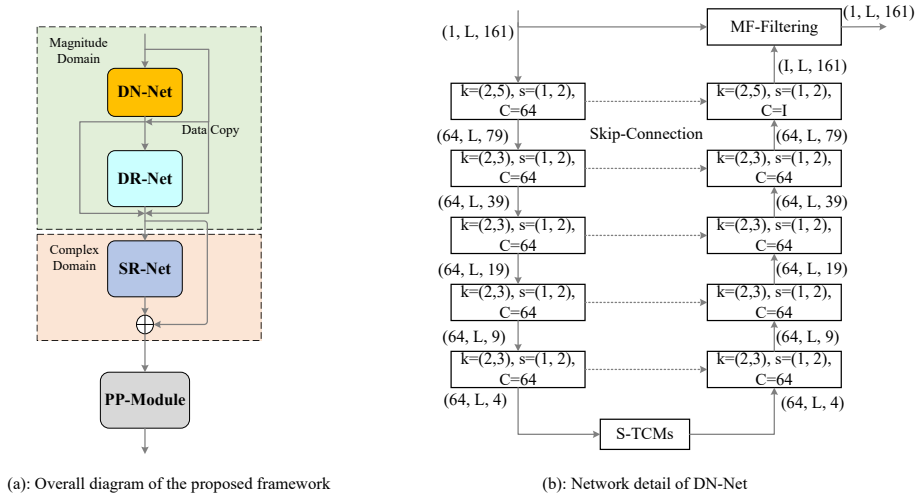 Magnitude
Domain
DN-Net
Data Copy
DR-Net
Complex
Domain
SR-Net
PP-Module
(a): Overall diagram of the proposed framework
(1, L, 161)
MF-Filtering
(1, L, 161)
(I, L, 161)
k=(2,5), s=(1, 2),
C=64
k=(2,5), s=(1, 2),
C=I
Skip-Connection
(64, L, 79)
(64, L, 79)
k=(2,3), s=(1, 2),
C=64
k=(2,3), s=(1, 2),
C=64
(64, L, 39)
(64, L, 39)
k=(2,3), s=(1, 2),
C=64
k=(2,3), s=(1, 2),
C=64
(64, L, 19)
(64, L, 19)
k=(2,3), s=(1, 2),
C=64
k=(2,3), s=(1, 2),
C=64
(64, L, 9)
(64, L, 9)
k=(2,3), s=(1, 2),
C=64
k=(2,3), s=(1, 2),
C=64
(64, L, 4)
(64, L, 4)
S-TCMs
(b): Network detail of DN-Net